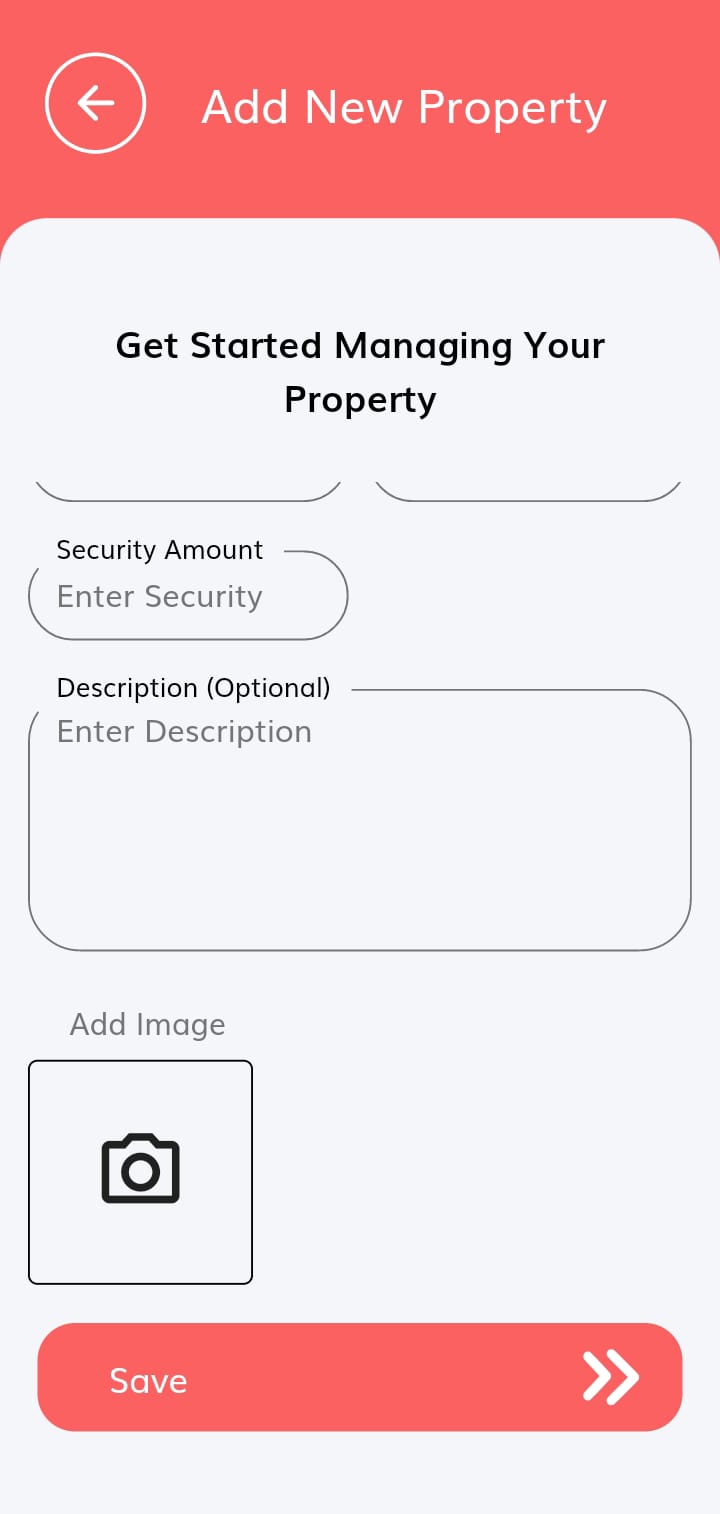 Add New Property
Get Started Managing Your
Property
Security Amount
Enter Security
Description (Optional)
Enter Description
Add Image
Save